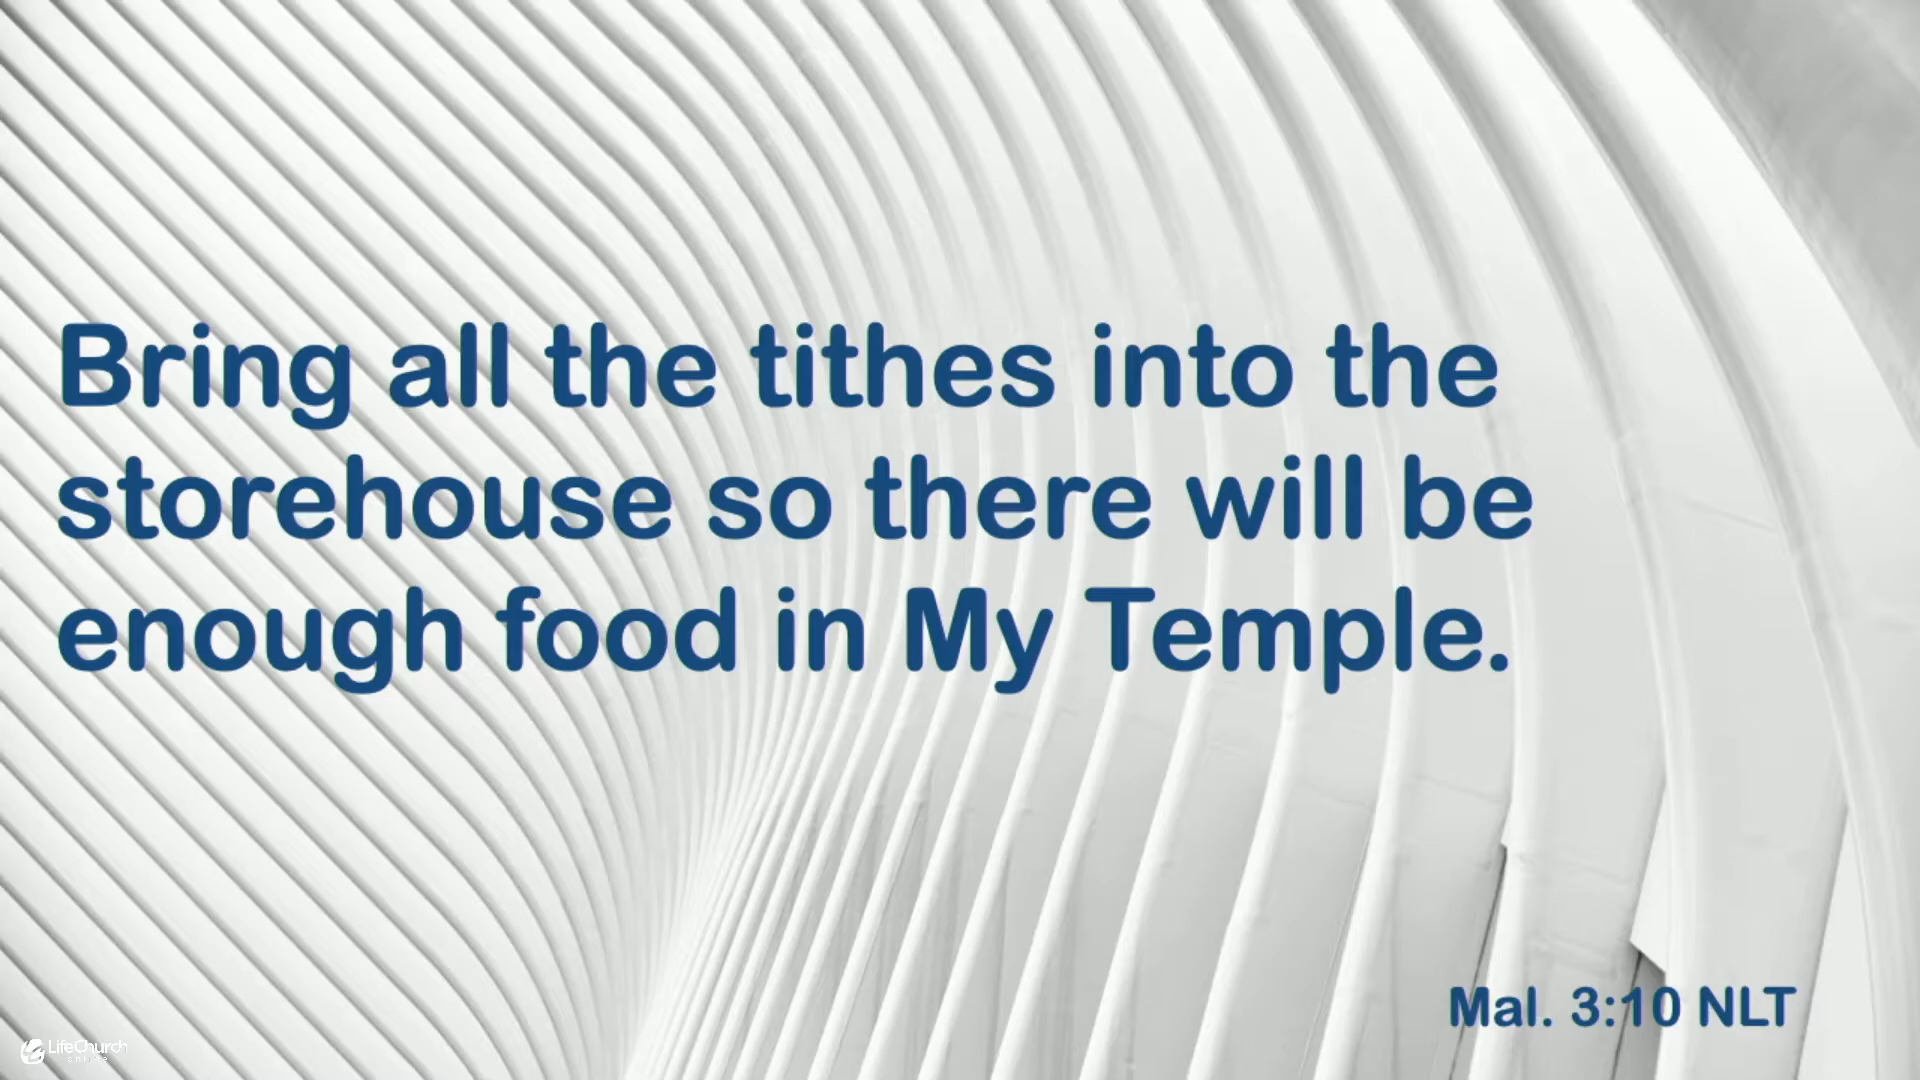 Bring all the tithes into the
storehouse so there will be
enough food in My Temple.
Mal. 3:10 NLT
LifeChurch